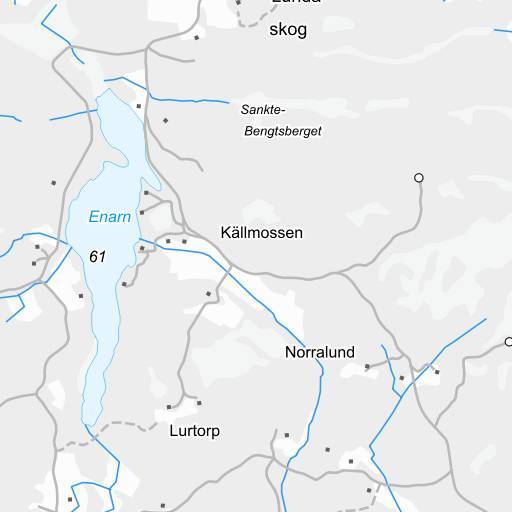 skog
Sankte-
Bengtsberget
Enarn
Källmossen
61
Norralund
Lurtorp